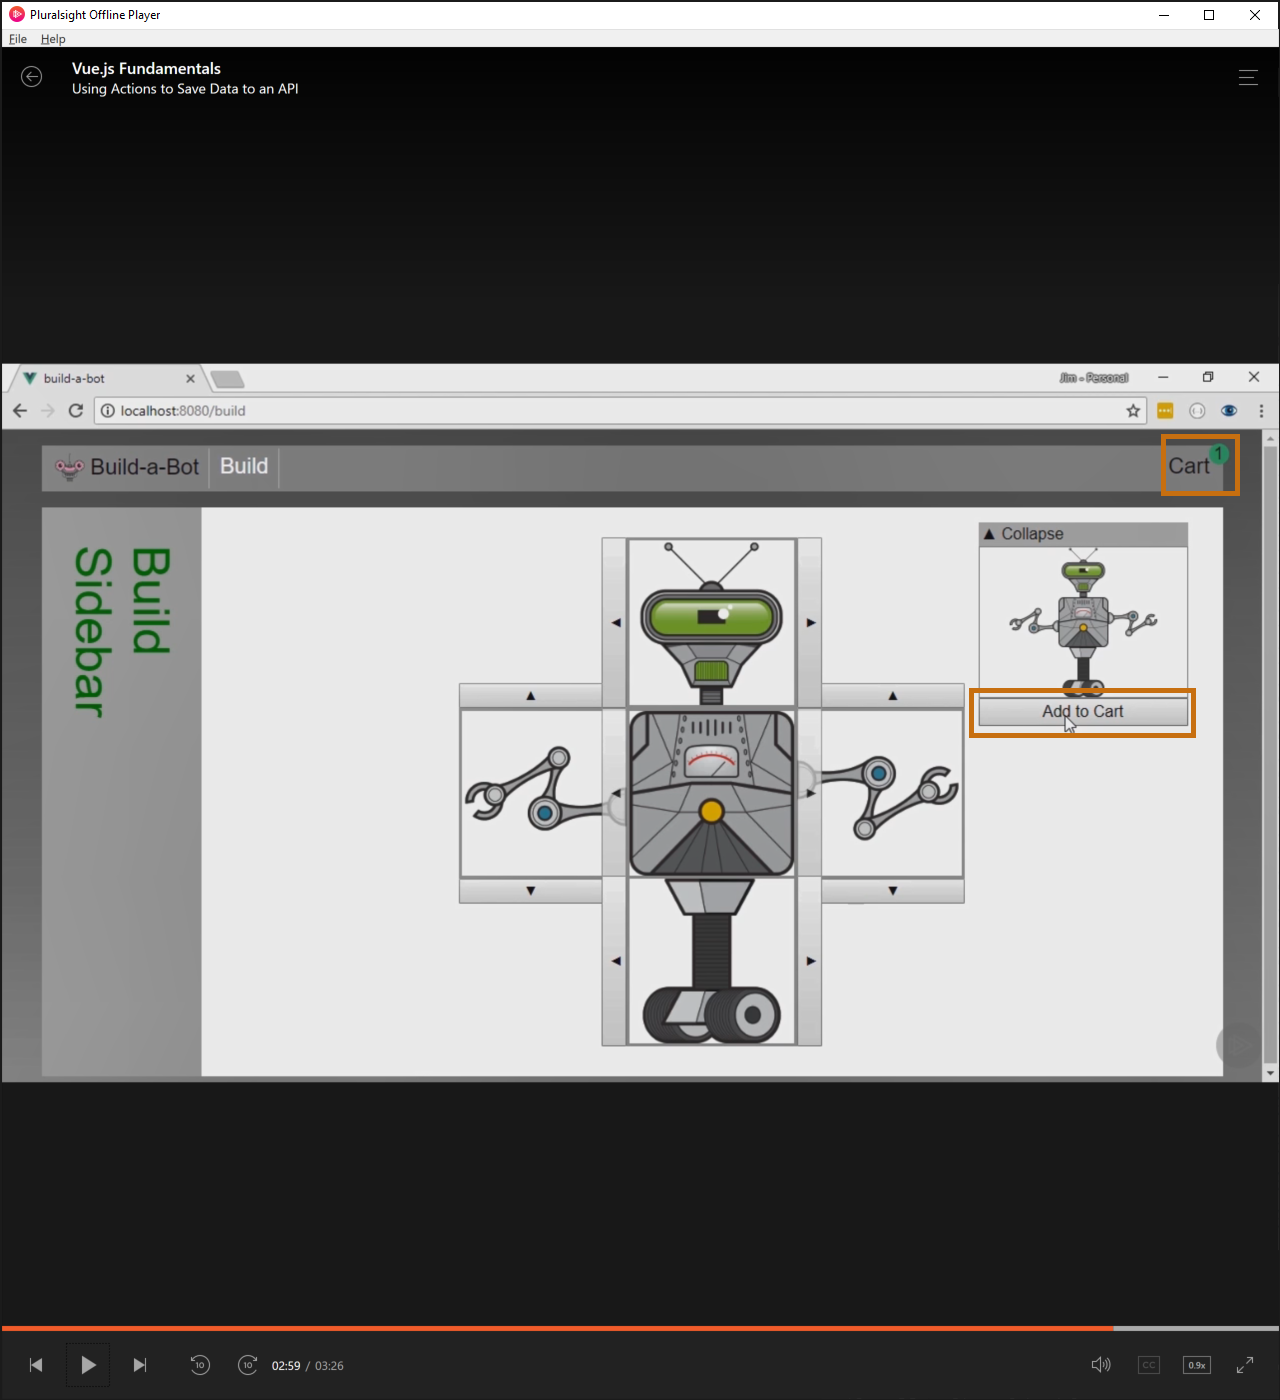 Pluralsight Offline Player
File Help
Vue.js Fundamentals
Using Actions to Save Data to an API
build-a-bot
Jim - Personal
localhost:8080/build
Build-a-Bot Build Cart 1
Build
Sidebar
▲ Collapse
Add to Cart
10 10 02:59 / 03:26 CC 0.9x